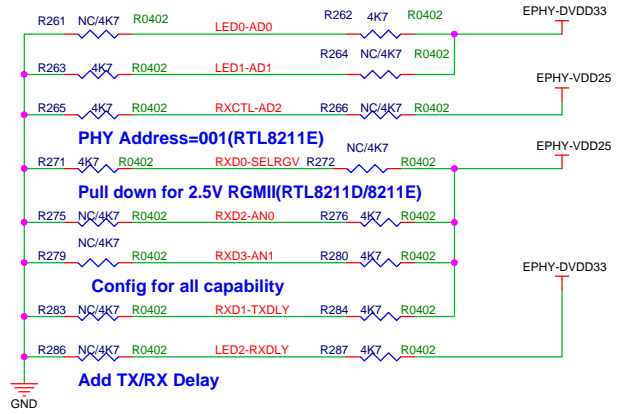 R261 NC/4K7 R0402 LED0-AD0 R262 4K7 R0402 EPHY-DVDD33
R263 4K7 R0402 LED1-AD1 R264 NC/4K7 R0402
R265 4K7 R0402 RXCTL-AD2 R266 NC/4K7 R0402 EPHY-VDD25
PHY Address=001(RTL8211E)
R271 4K7 R0402 RXD0-SELRGV R272 NC/4K7 R0402 EPHY-VDD25
Pull down for 2.5V RGMII(RTL8211D/8211E)
R275 NC/4K7 R0402 RXD2-AN0 R276 4K7 R0402
R279 NC/4K7 R0402 RXD3-AN1 R280 4K7 R0402
Config for all capability
EPHY-DVDD33
R283 NC/4K7 R0402 RXD1-TXDLY R284 4K7 R0402
R286 NC/4K7 R0402 LED2-RXDLY R287 4K7 R0402
Add TX/RX Delay
GND